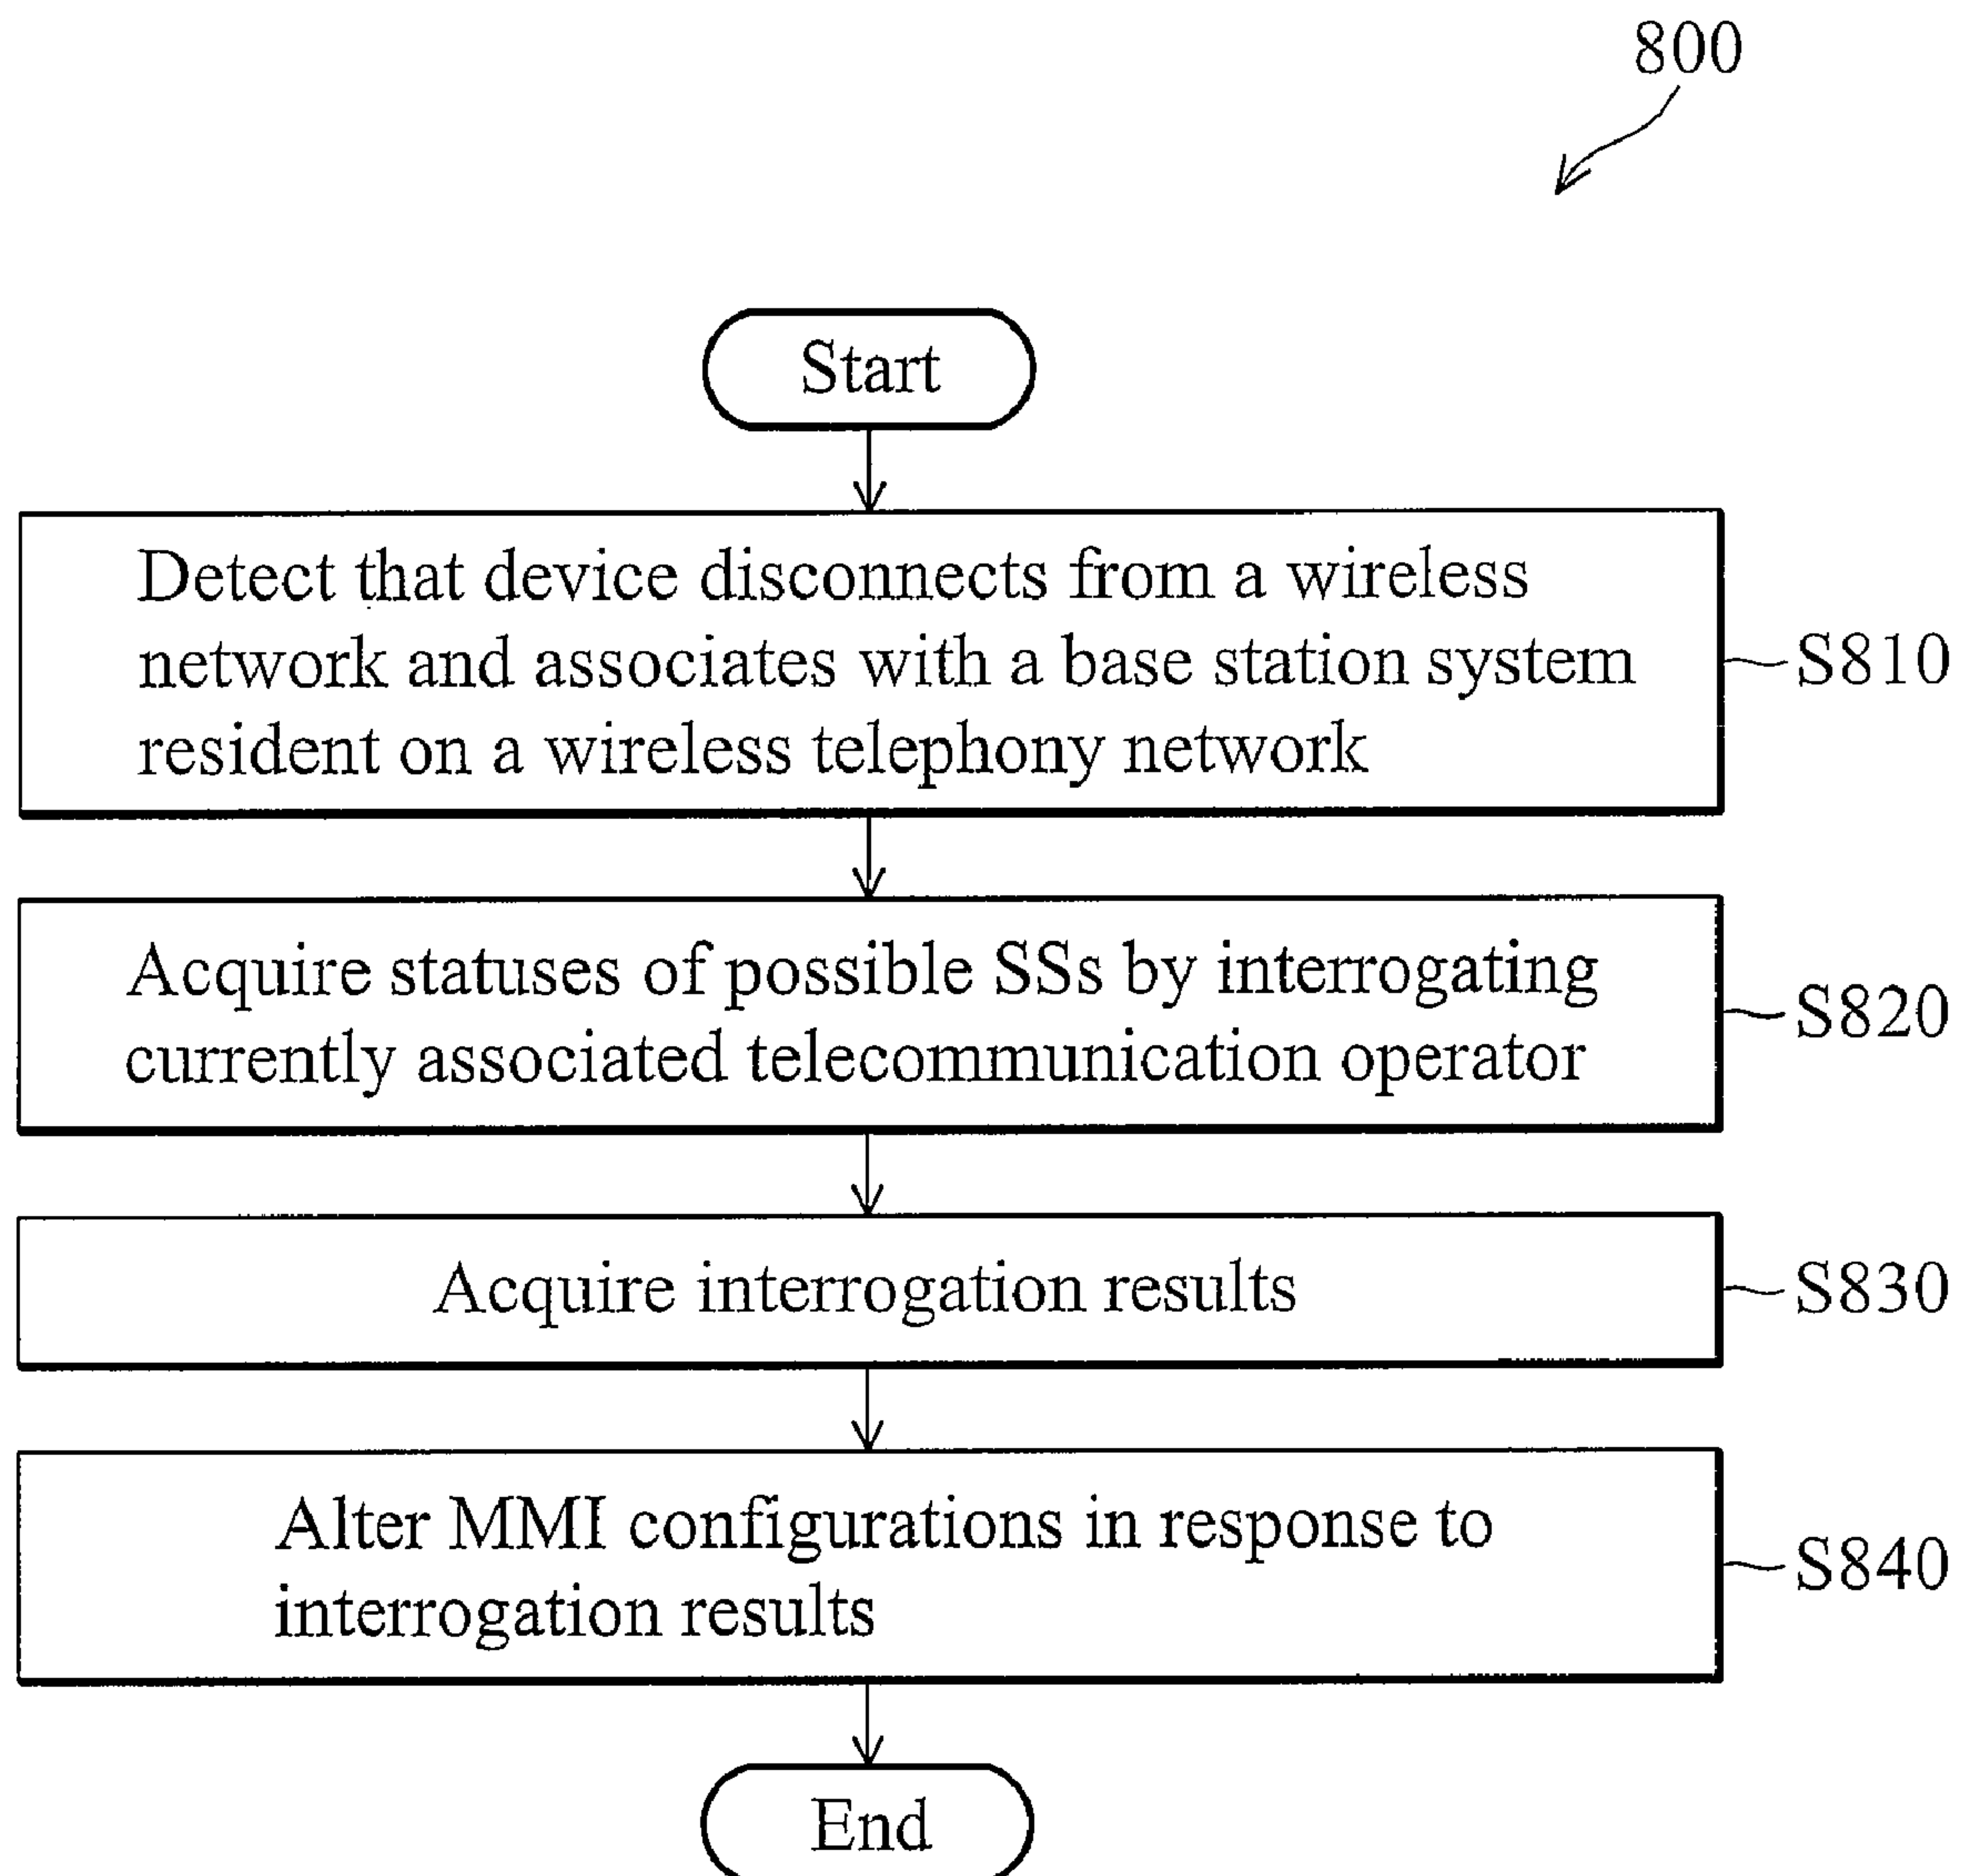 800
Start
Detect that device disconnects from a wireless
network and associates with a base station system
resident on a wireless telephony network
S810
Acquire statuses of possible SSs by interrogating
currently associated telecommunication operator
S820
Acquire interrogation results
S830
Alter MMI configurations in response to
interrogation results
S840
End